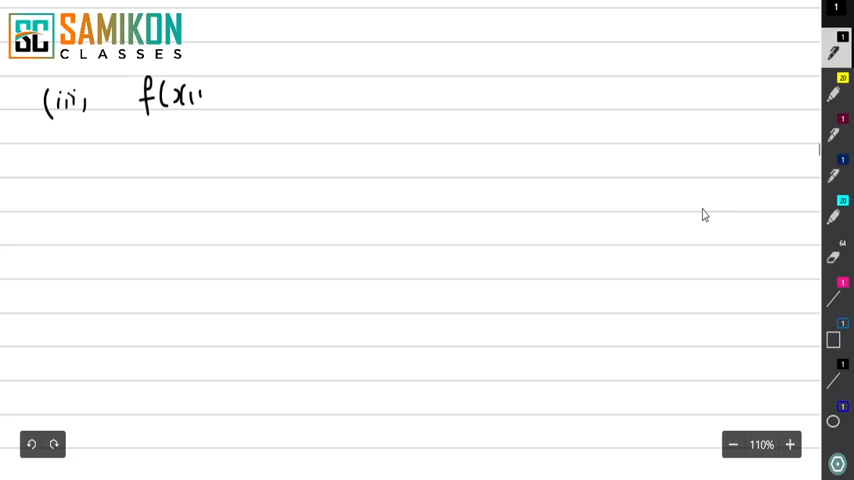 SAMIKON
CLASSES
(iii) f(x)
110%